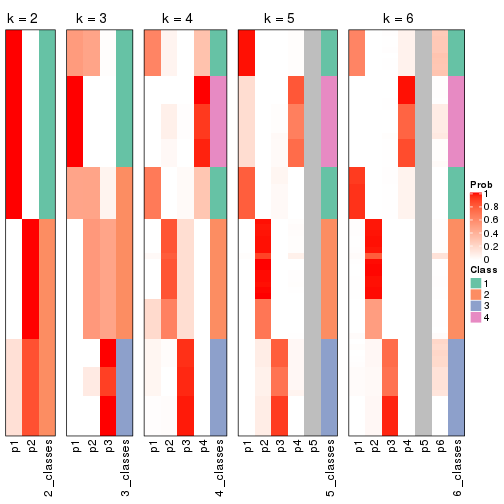 k = 2 k = 3 k = 4 k = 5 k = 6
Prob
1
0.8
0.6
0.4
0.2
0
Class
1
2
3
4
p1 p2 2_classes p1 p2 p3 3_classes p1 p2 p3 p4 4_classes p1 p2 p3 p4 p5 5_classes p1 p2 p3 p4 p5 p6 6_classes